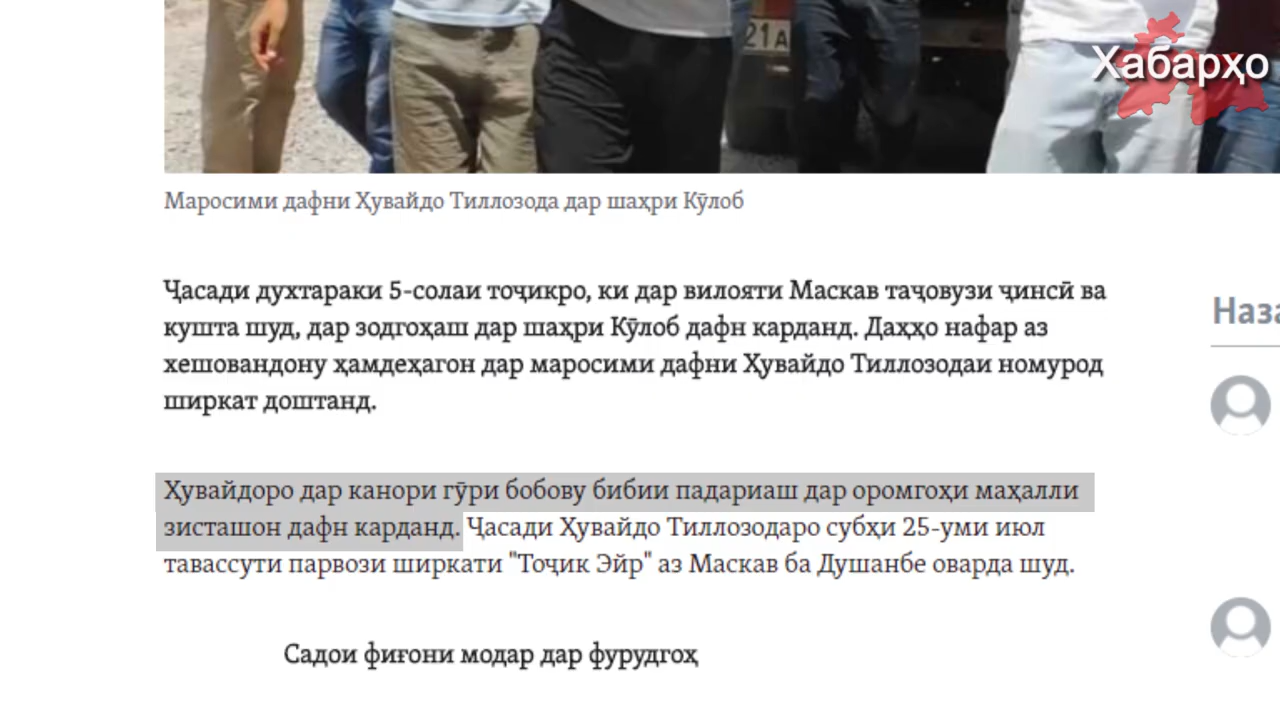 21A
Хабарҳо
Маросими дафни Ҳувайдо Тиллозода дар шаҳри Кӯлоб
Ҷасади духтараки 5-солаи тоҷикро, ки дар вилояти Маскав таҷовузи ҷинсӣ ва
кушта шуд, дар зодгоҳаш дар шаҳри Кӯлоб дафн карданд. Даҳҳо нафар аз
хешовандону ҳамдеҳагон дар маросими дафни Ҳувайдо Тиллозодаи номурод
ширкат доштанд.
Ҳувайдоро дар канори гӯри бобову бибии падариаш дар оромгоҳи маҳалли
зисташон дафн карданд. Ҷасади Ҳувайдо Тиллозодаро субҳи 25-уми июл
тавассути парвози ширкати "Тоҷик Эйр" аз Маскав ба Душанбе оварда шуд.
Садои фиғони модар дар фурудгоҳ